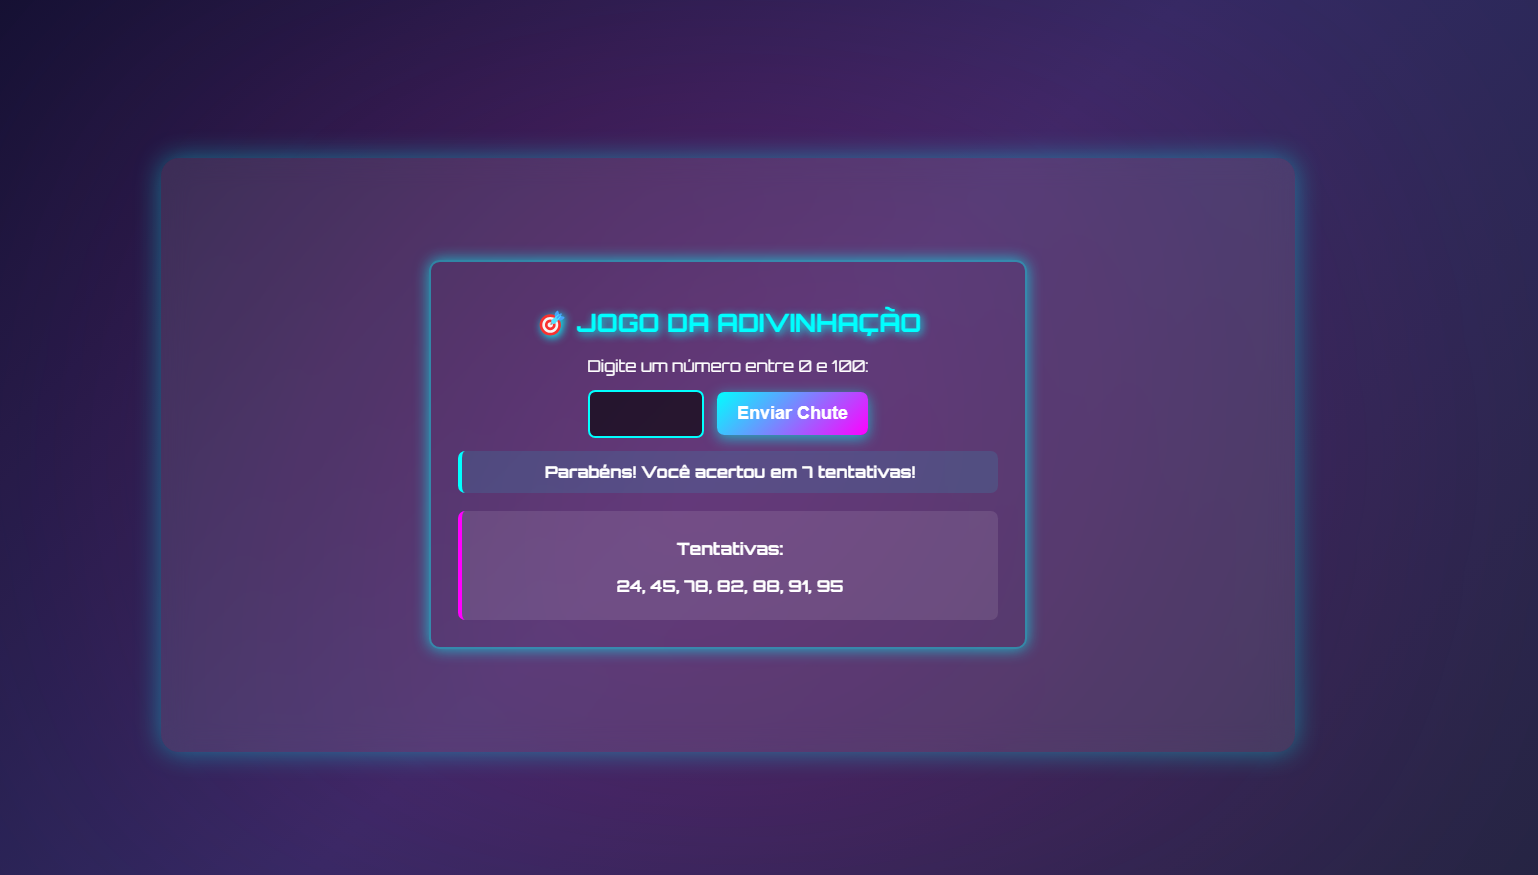 🎯 JOGO DA ADIVINHAÇÃO
Digite um número entre 0 e 100:
Enviar Chute
Parabéns! Você acertou em 7 tentativas!
Tentativas:
24, 45, 78, 82, 88, 91, 95